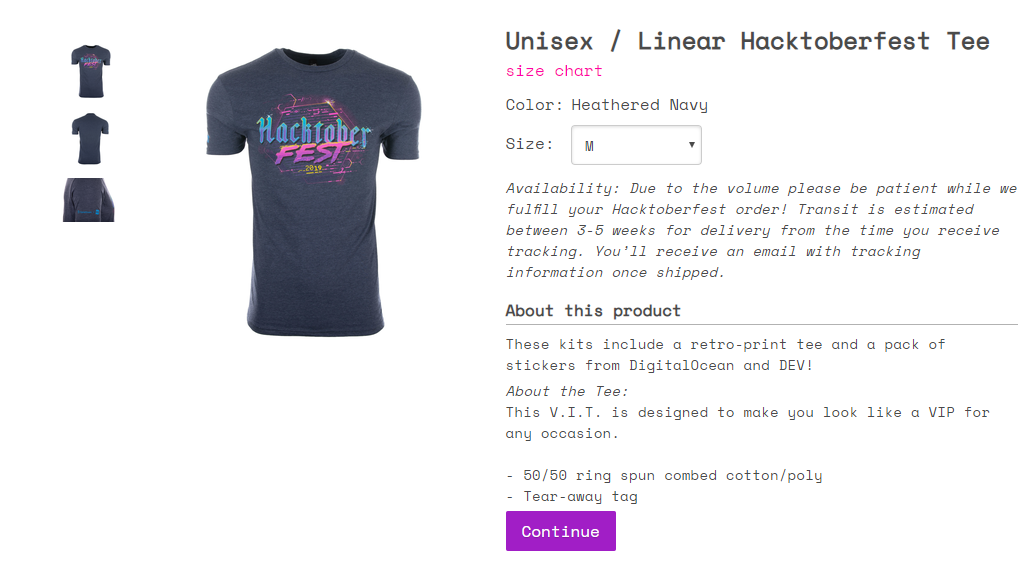 Unisex / Linear Hacktoberfest Tee
size chart
Color: Heathered Navy
Size: M
Availability: Due to the volume please be patient while we
fulfill your Hacktoberfest order! Transit is estimated
between 3-5 weeks for delivery from the time you receive
tracking. You'll receive an email with tracking
information once shipped.
About this product
These kits include a retro-print tee and a pack of
stickers from DigitalOcean and DEV!
About the Tee:
This V.I.T. is designed to make you look like a VIP for
any occasion.
- 50/50 ring spun combed cotton/poly
- Tear-away tag
Continue
Hacktober
FEST
2019